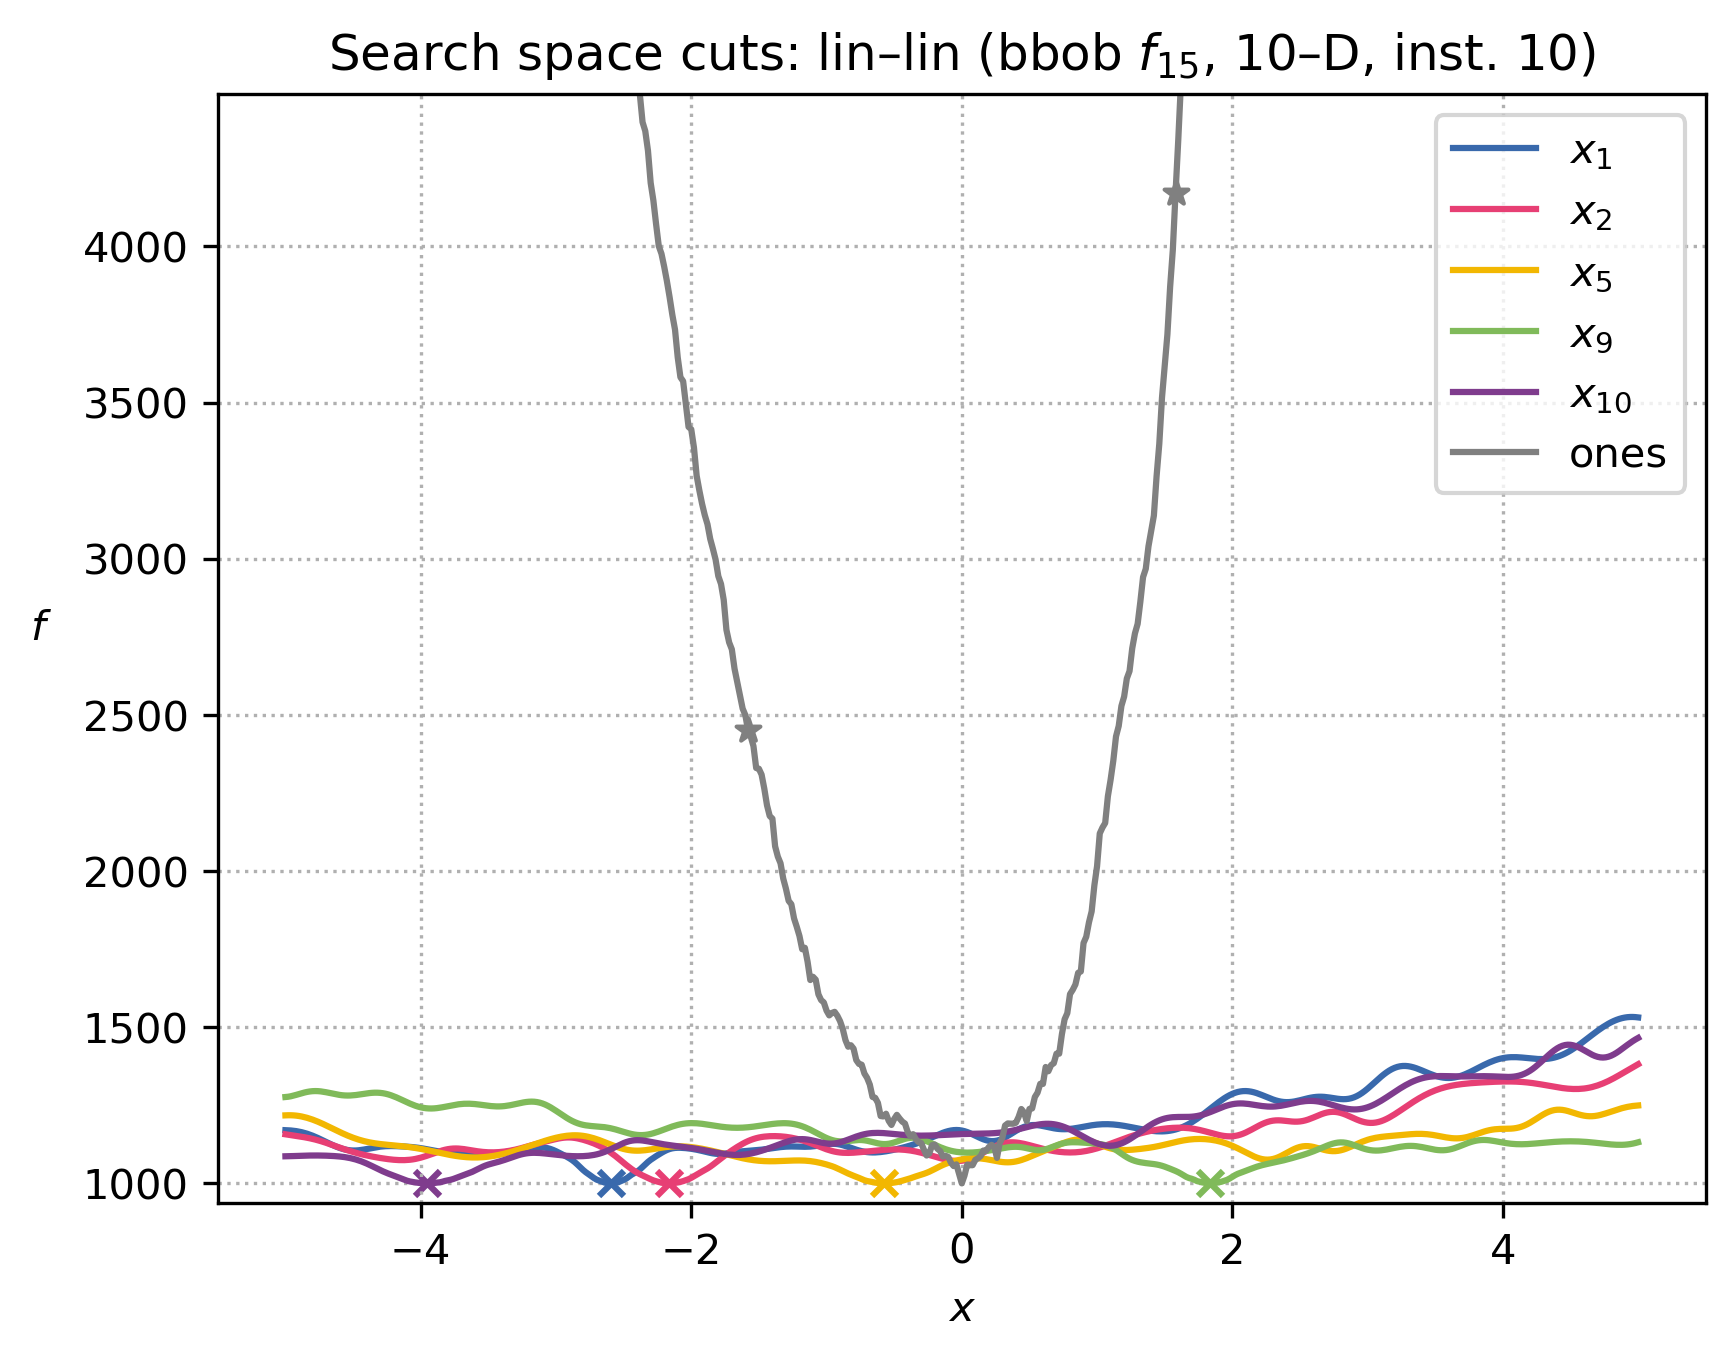 Search space cuts: lin–lin (bbob f₁₅, 10–D, inst. 10)
x₁
x₂
x₅
x₉
x₁₀
ones
4000
3500
3000
2500
2000
1500
1000
f
−4 −2 0 2 4
x